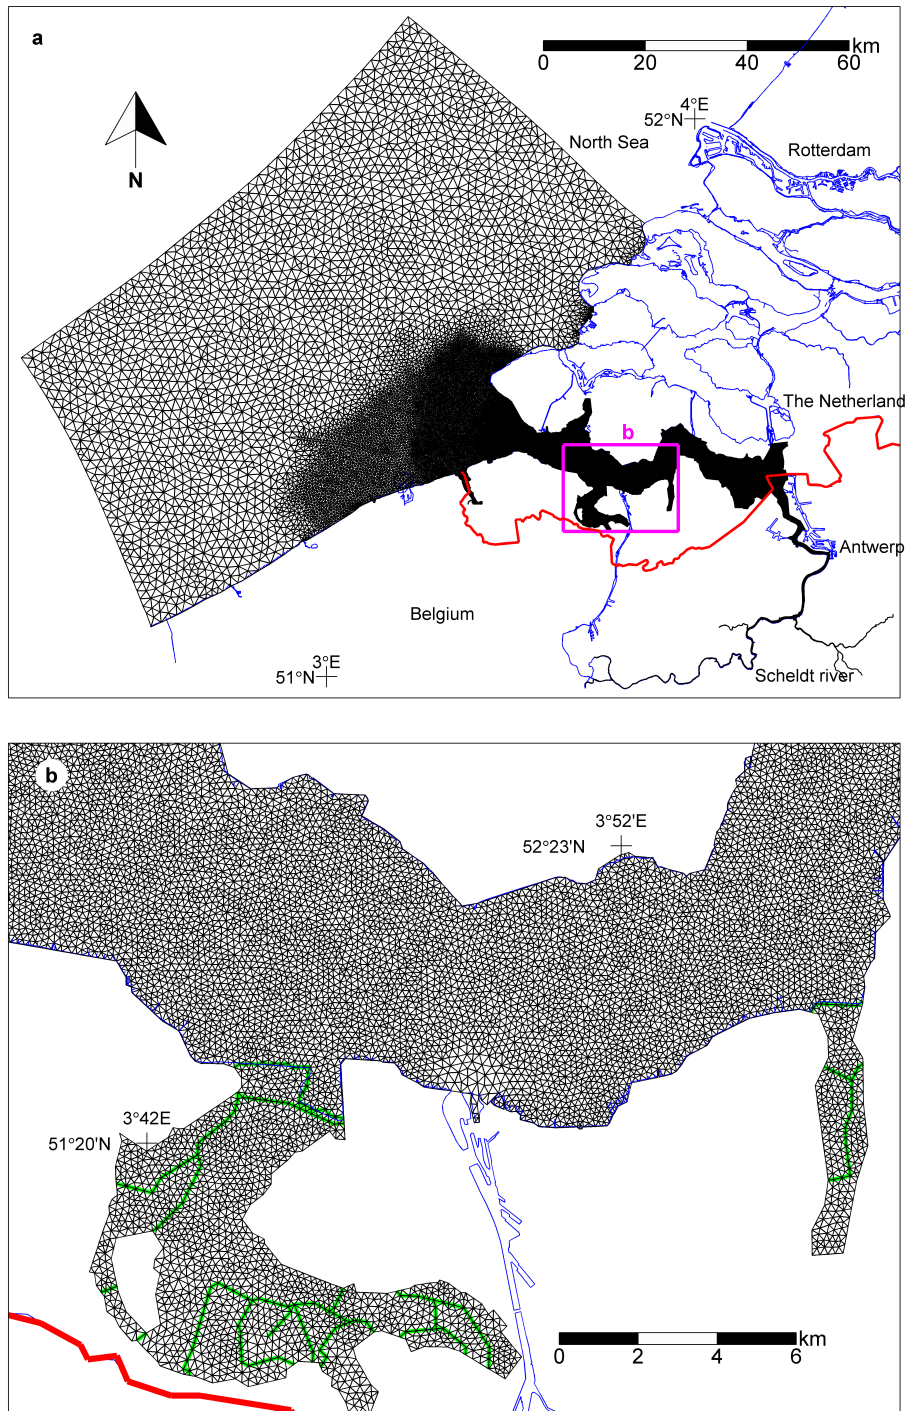 a
km
0 20 40 60
4°E
52°N
North Sea
Rotterdam
N
The Netherland
b
Antwerp
Belgium
3°E
51°N
Scheldt river
b
3°52'E
52°23'N
3°42E
51°20'N
km
0 2 4 6